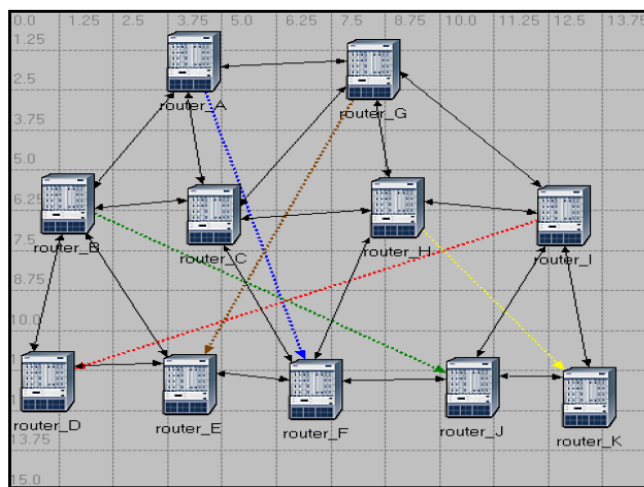 0.0 1.25 2.5 3.75 5.0 6.25 7.5 8.75 10.0 11.25 12.5 13.75
1.25
2.5
router_A
router_G
3.75
5.0
6.25
router_B
router_C
router_H
router_I
7.5
8.75
10.0
router_D
router_E
router_F
router_J
router_K
13.75
15.0